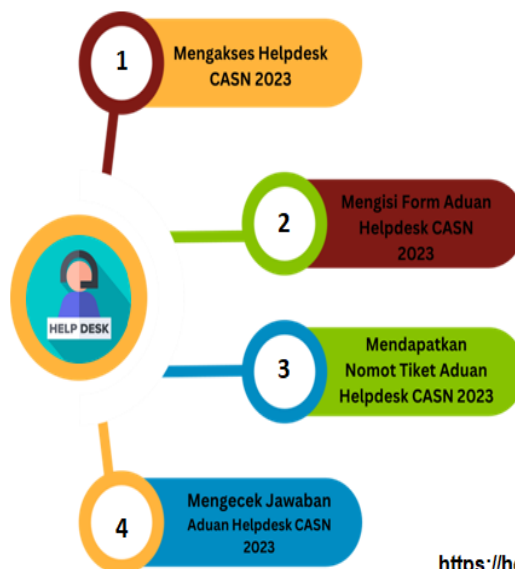 1
Mengakses Helpdesk
CASN 2023
2
Mengisi Form Aduan
Helpdesk CASN
2023
HELP DESK
3
Mendapatkan
Nomot Tiket Aduan
Helpdesk CASN 2023
4
Mengecek Jawaban
Aduan Helpdesk CASN
2023